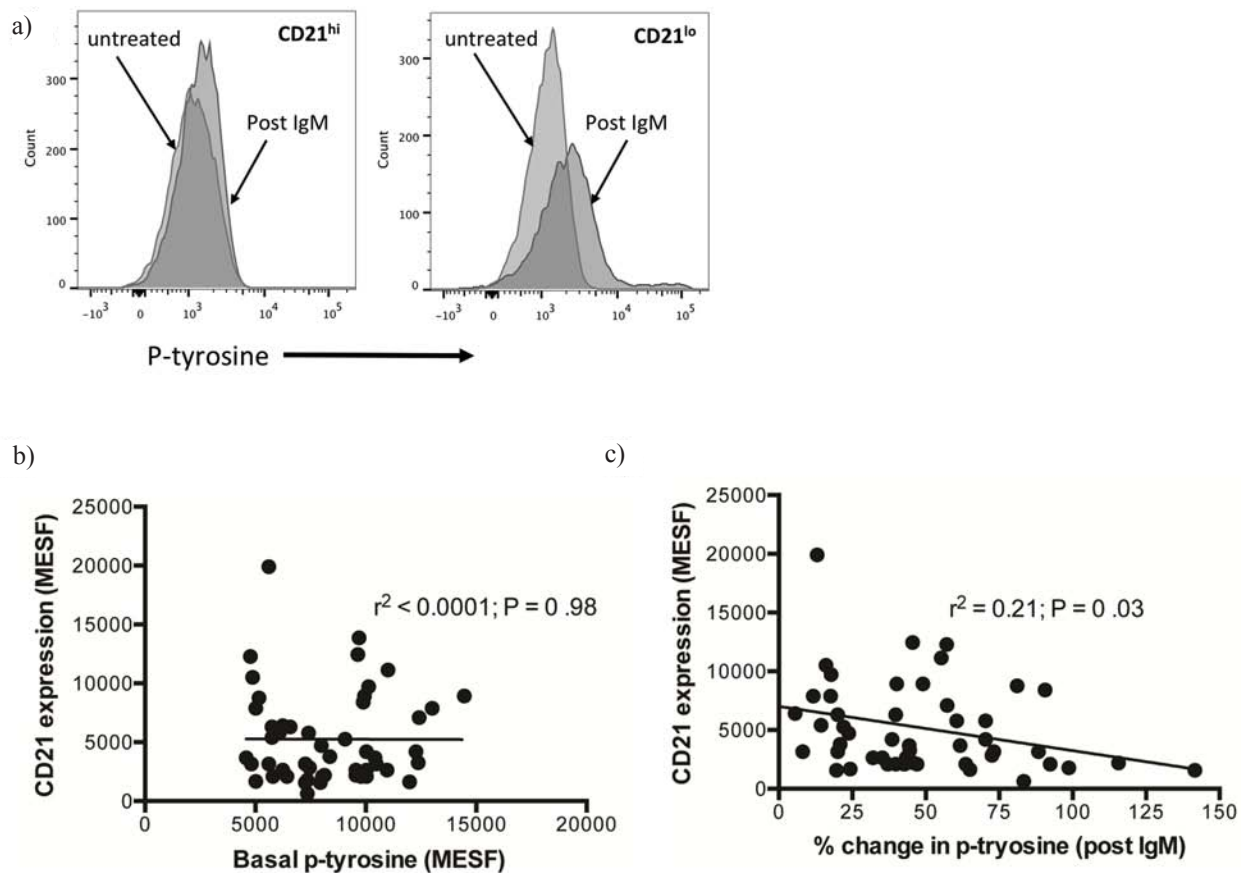 a)
CD21hi
untreated
Post IgM
Count
300
200
100
0
−10³ 0 10³ 10⁴ 10⁵
CD21lo
untreated
Post IgM
Count
300
200
100
0
−10³ 0 10³ 10⁴ 10⁵
P-tyrosine
b)
CD21 expression (MESF)
25000
20000
15000
10000
5000
0
r² < 0.0001; P = 0 .98
0 5000 10000 15000 20000
Basal p-tyrosine (MESF)
c)
CD21 expression (MESF)
25000
20000
15000
10000
5000
0
r² = 0.21; P = 0 .03
0 25 50 75 100 125 150
% change in p-tryosine (post IgM)